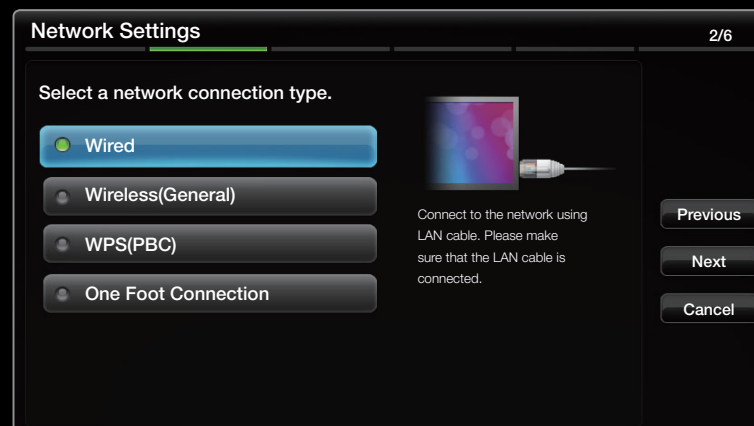 Network Settings
2/6
Select a network connection type.
Wired
Wireless(General)
WPS(PBC)
One Foot Connection
Connect to the network using
LAN cable. Please make
sure that the LAN cable is
connected.
Previous
Next
Cancel